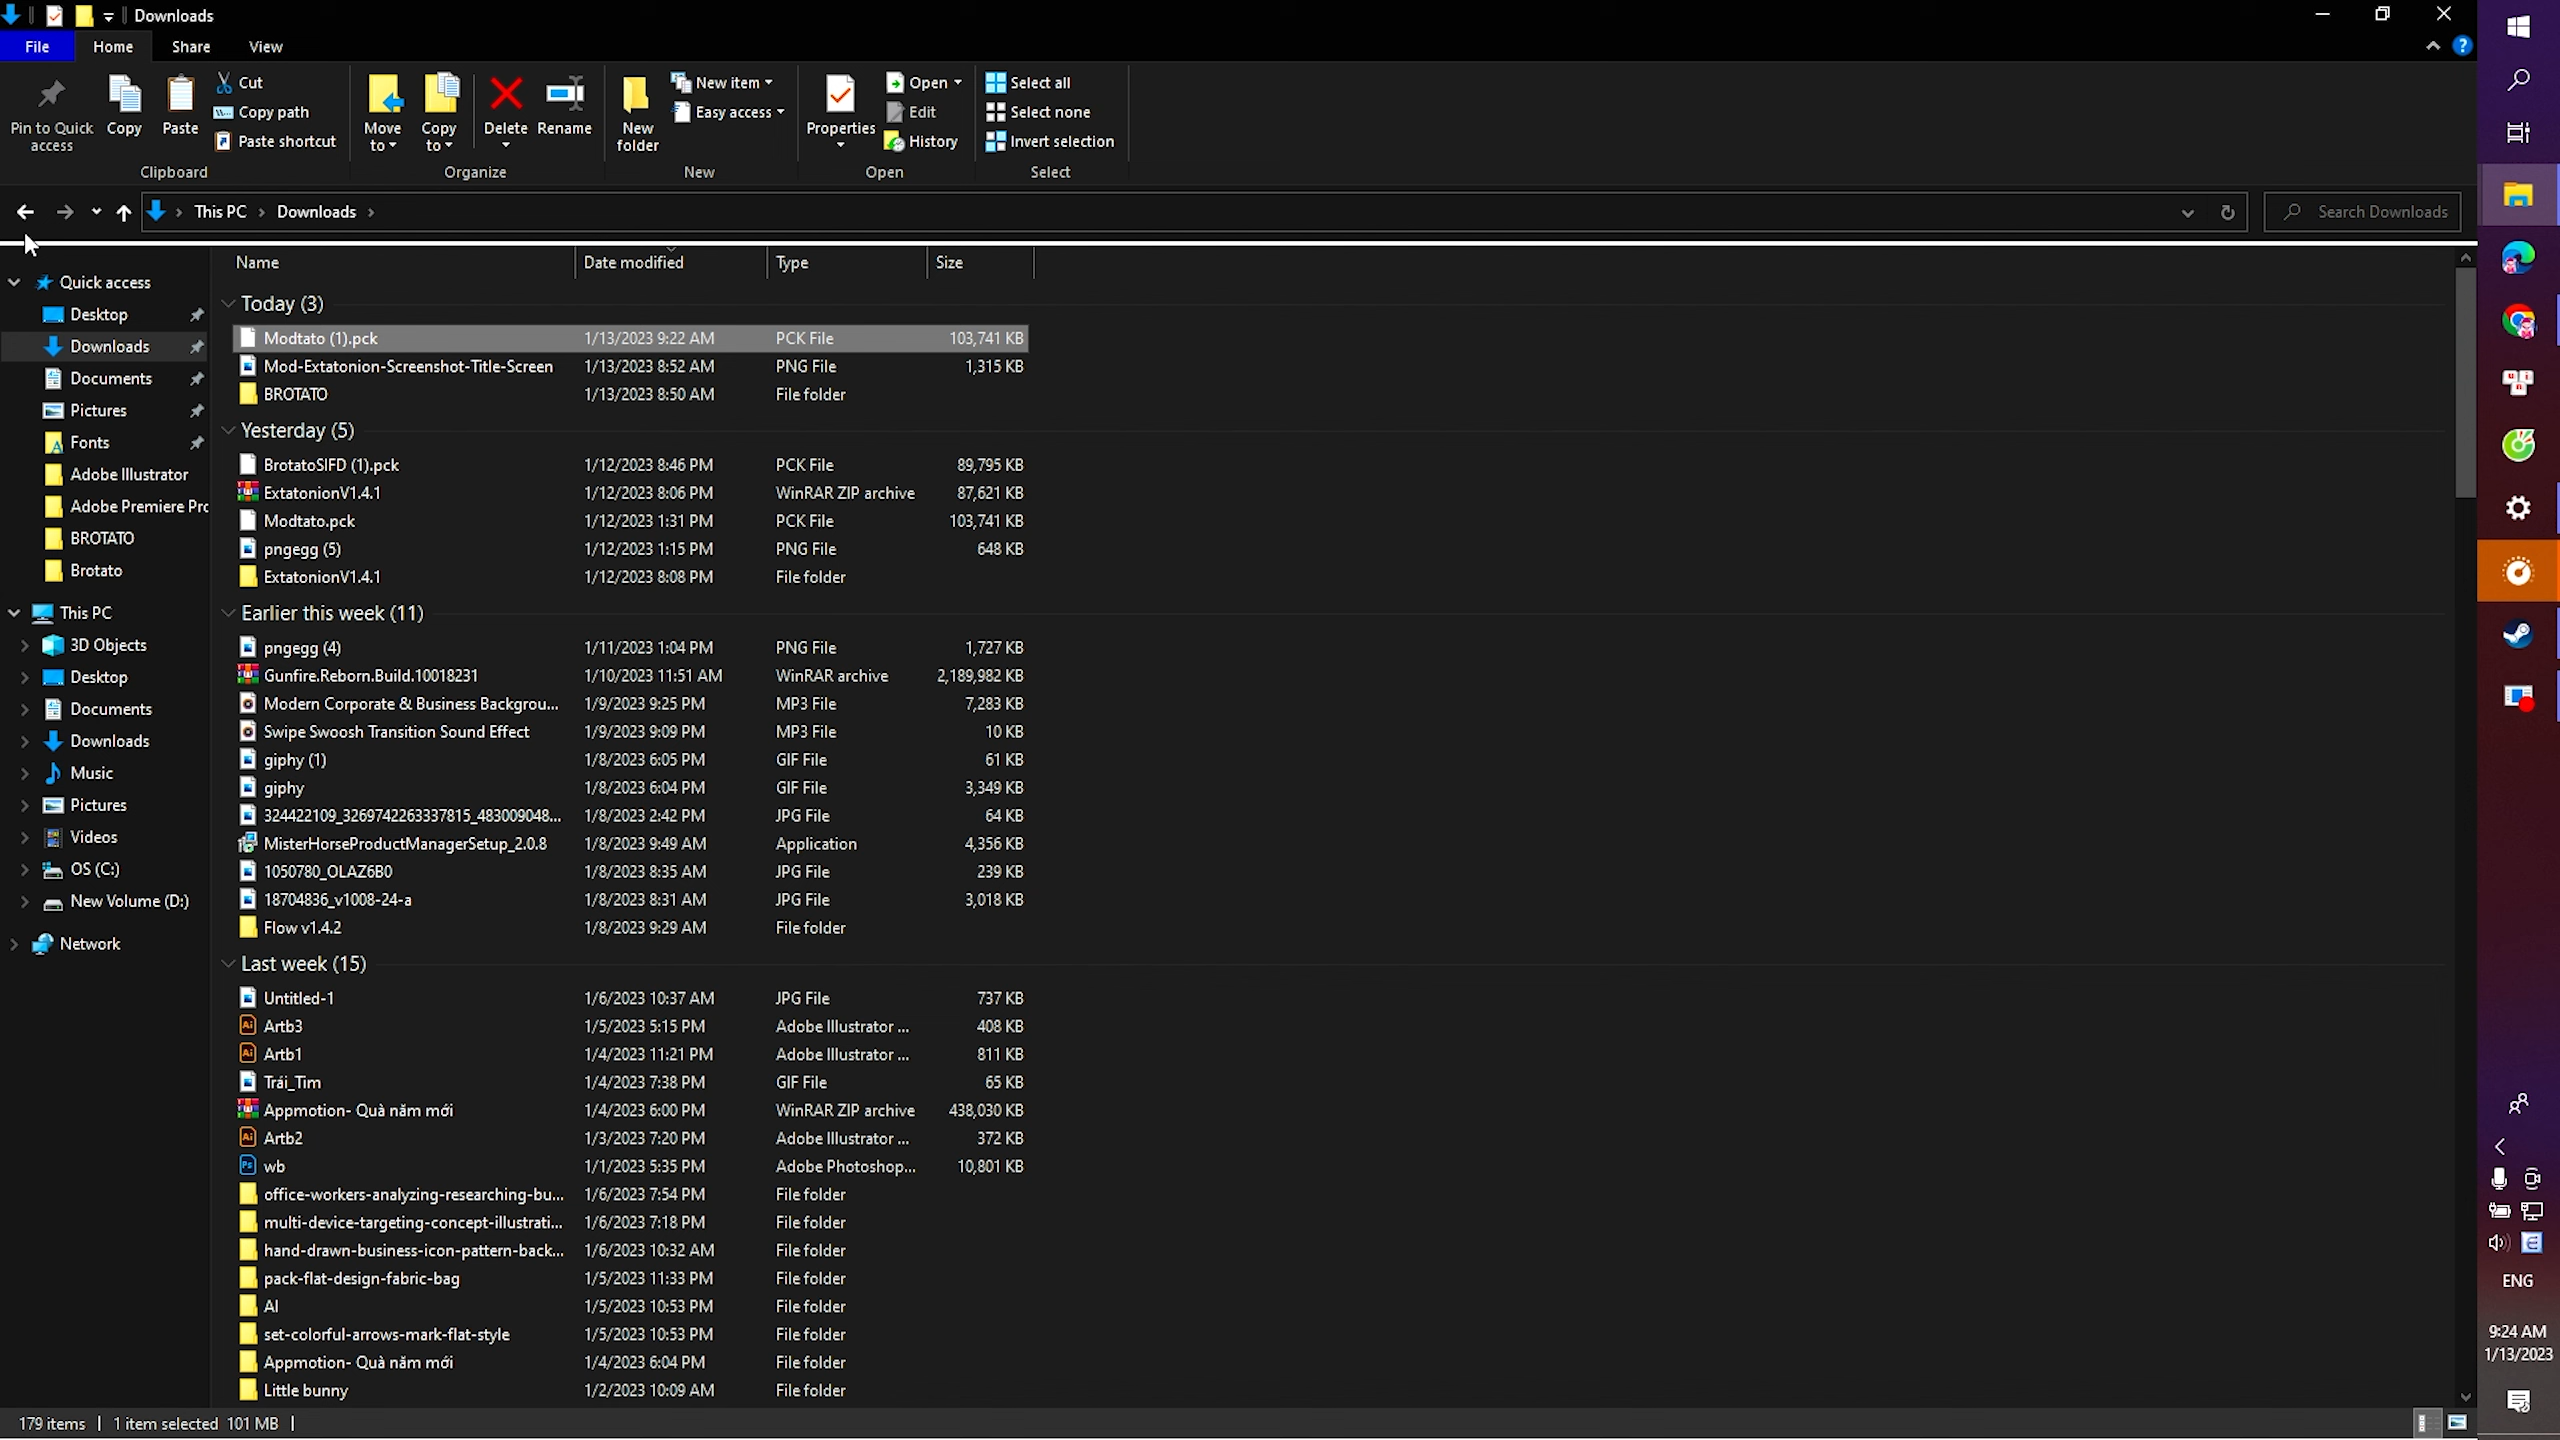 Downloads
File Home Share View
Pin to Quick access
Copy
Paste
Cut
Copy path
Paste shortcut
Clipboard
Move to
Copy to
Delete
Rename
Organize
New folder
New item
Easy access
New
Properties
Open
Edit
History
Open
Select all
Select none
Invert selection
Select
This PC > Downloads >
Search Downloads
Quick access
Desktop
Downloads
Documents
Pictures
Fonts
Adobe Illustrator
Adobe Premiere Prc
BROTATO
Brotato
This PC
3D Objects
Desktop
Documents
Downloads
Music
Pictures
Videos
OS (C:)
New Volume (D:)
Network
Name Date modified Type Size
Today (3)
Modtato (1).pck 1/13/2023 9:22 AM PCK File 103,741 KB
Mod-Extatonion-Screenshot-Title-Screen 1/13/2023 8:52 AM PNG File 1,315 KB
BROTATO 1/13/2023 8:50 AM File folder
Yesterday (5)
BrotatoSIFD (1).pck 1/12/2023 8:46 PM PCK File 89,795 KB
ExtatonionV1.4.1 1/12/2023 8:06 PM WinRAR ZIP archive 87,621 KB
Modtato.pck 1/12/2023 1:31 PM PCK File 103,741 KB
pngegg (5) 1/12/2023 1:15 PM PNG File 648 KB
ExtatonionV1.4.1 1/12/2023 8:08 PM File folder
Earlier this week (11)
pngegg (4) 1/11/2023 1:04 PM PNG File 1,727 KB
Gunfire.Reborn.Build.10018231 1/10/2023 11:51 AM WinRAR archive 2,189,982 KB
Modern Corporate & Business Backgrou... 1/9/2023 9:25 PM MP3 File 7,283 KB
Swipe Swoosh Transition Sound Effect 1/9/2023 9:09 PM MP3 File 10 KB
giphy (1) 1/8/2023 6:05 PM GIF File 61 KB
giphy 1/8/2023 6:04 PM GIF File 3,349 KB
324422109_3269742263337815_483009048... 1/8/2023 2:42 PM JPG File 64 KB
MisterHorseProductManagerSetup_2.0.8 1/8/2023 9:49 AM Application 4,356 KB
1050780_OLAZ6B0 1/8/2023 8:35 AM JPG File 239 KB
18704836_v1008-24-a 1/8/2023 8:31 AM JPG File 3,018 KB
Flow v1.4.2 1/8/2023 9:29 AM File folder
Last week (15)
Untitled-1 1/6/2023 10:37 AM JPG File 737 KB
Artb3 1/5/2023 5:15 PM Adobe Illustrator ... 408 KB
Artb1 1/4/2023 11:21 PM Adobe Illustrator ... 811 KB
Trái_Tim 1/4/2023 7:38 PM GIF File 65 KB
Appmotion- Quà năm mới 1/4/2023 6:00 PM WinRAR ZIP archive 438,030 KB
Artb2 1/3/2023 7:20 PM Adobe Illustrator ... 372 KB
wb 1/1/2023 5:35 PM Adobe Photoshop... 10,801 KB
office-workers-analyzing-researching-bu... 1/6/2023 7:54 PM File folder
multi-device-targeting-concept-illustrati... 1/6/2023 7:18 PM File folder
hand-drawn-business-icon-pattern-back... 1/6/2023 10:32 AM File folder
pack-flat-design-fabric-bag 1/5/2023 11:33 PM File folder
AI 1/5/2023 10:53 PM File folder
set-colorful-arrows-mark-flat-style 1/5/2023 10:53 PM File folder
Appmotion- Quà năm mới 1/4/2023 6:04 PM File folder
Little bunny 1/2/2023 10:09 AM File folder
179 items 1 item selected 101 MB
ENG
9:24 AM
1/13/2023